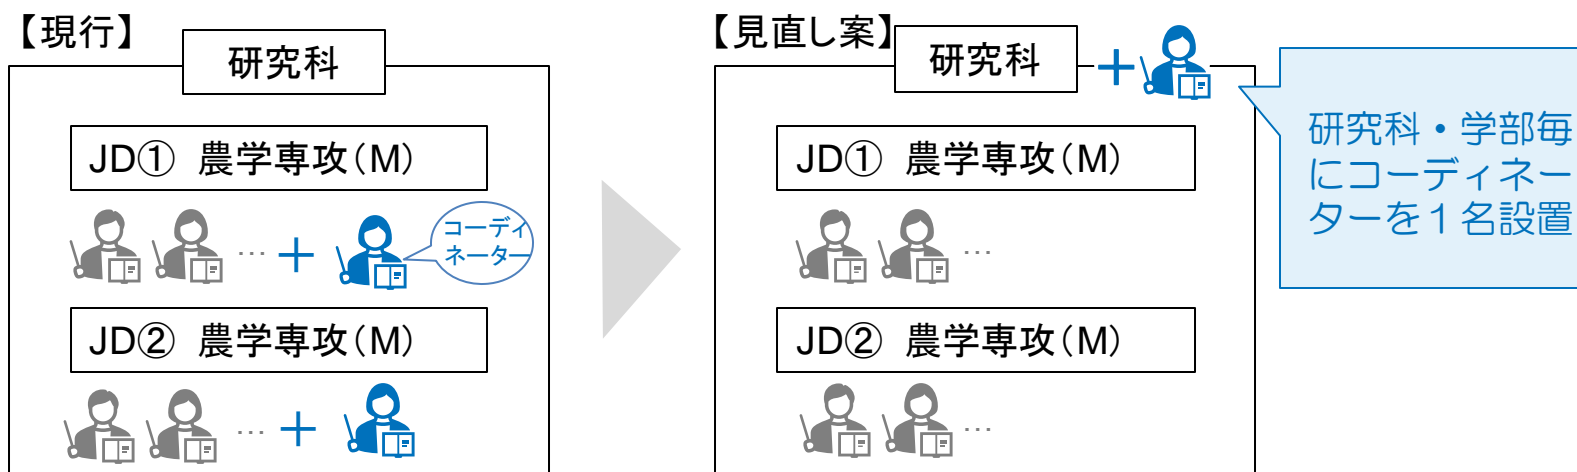 【現行】
研究科
JD① 農学専攻(M)
… +
コーディ
ネーター
JD② 農学専攻(M)
… +
【見直し案】
研究科
+
JD① 農学専攻(M)
…
JD② 農学専攻(M)
…
研究科・学部毎
にコーディネー
ターを１名設置